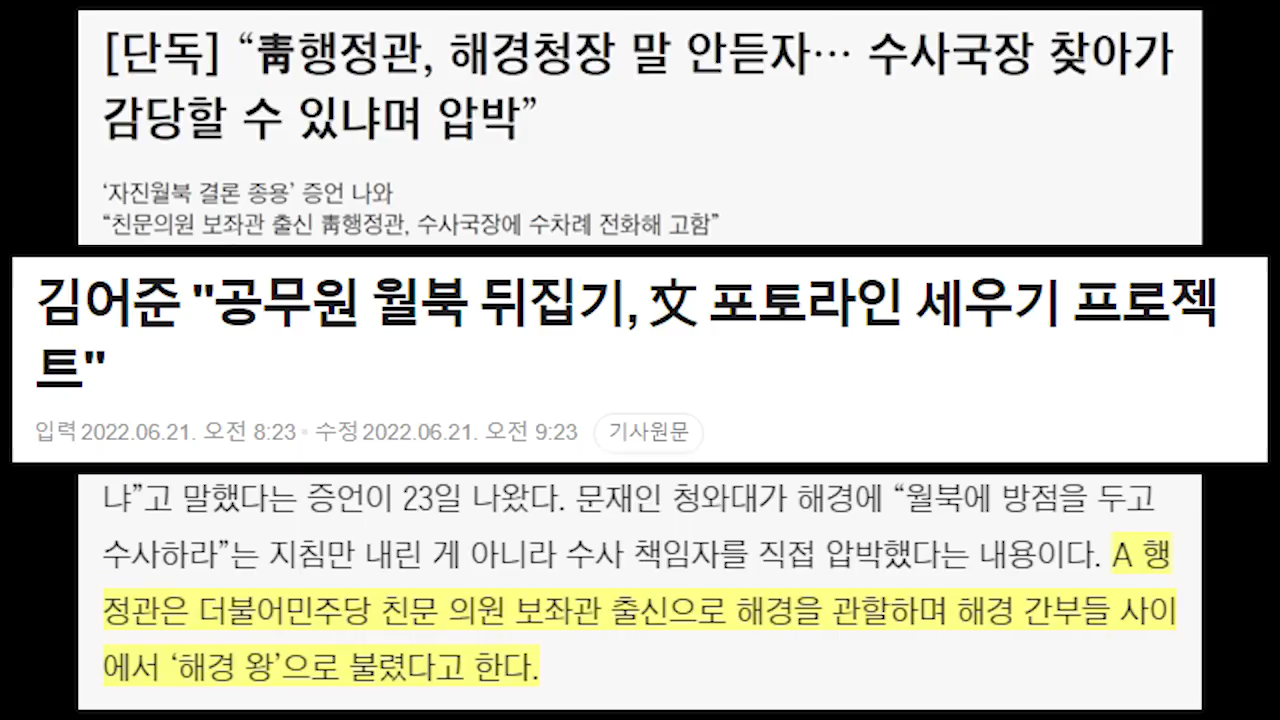 [단독] “靑행정관, 해경청장 말 안듣자… 수사국장 찾아가
감당할 수 있냐며 압박”
‘자진월북 결론 종용’ 증언 나와
“친문의원 보좌관 출신 靑행정관, 수사국장에 수차례 전화해 고함”
김어준 "공무원 월북 뒤집기, 文 포토라인 세우기 프로젝
트"
입력 2022.06.21. 오전 8:23 · 수정 2022.06.21. 오전 9:23 기사원문
냐”고 말했다는 증언이 23일 나왔다. 문재인 청와대가 해경에 “월북에 방점을 두고
수사하라”는 지침만 내린 게 아니라 수사 책임자를 직접 압박했다는 내용이다. A 행
정관은 더불어민주당 친문 의원 보좌관 출신으로 해경을 관할하며 해경 간부들 사이
에서 ‘해경 왕’으로 불렸다고 한다.